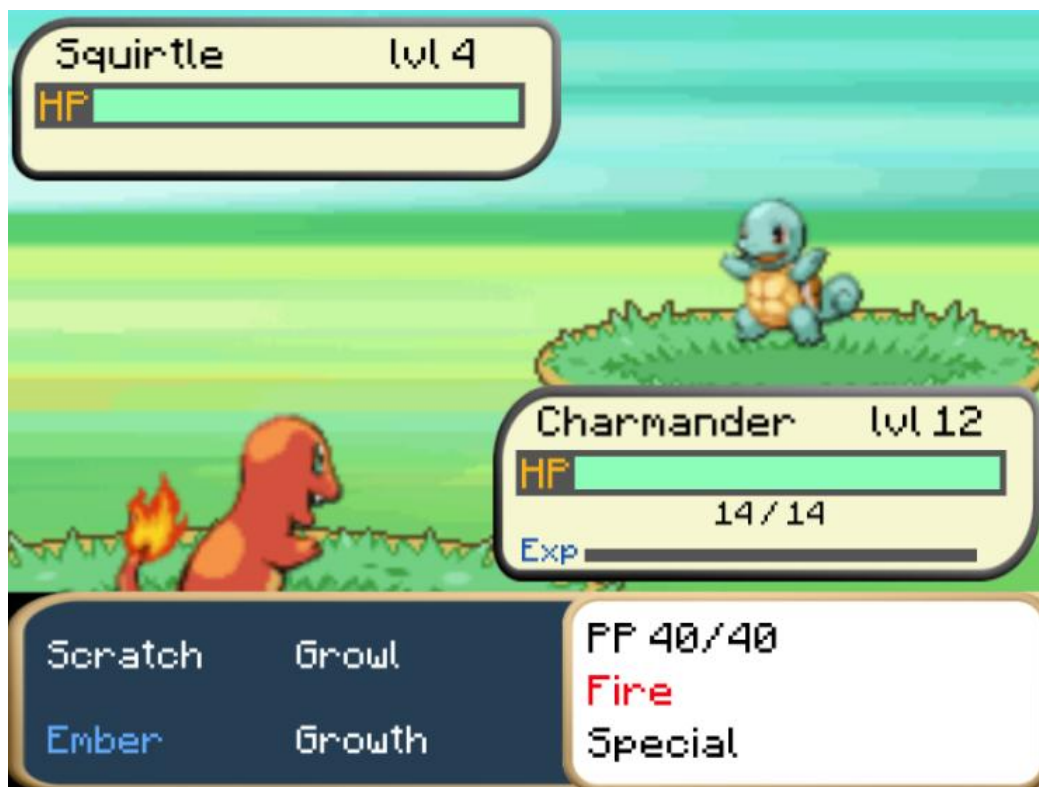 Squirtle lvl 4
HP
Charmander lvl 12
HP
14/14
Exp
Scratch Growl
Ember Growth
PP 40/40
Fire
Special